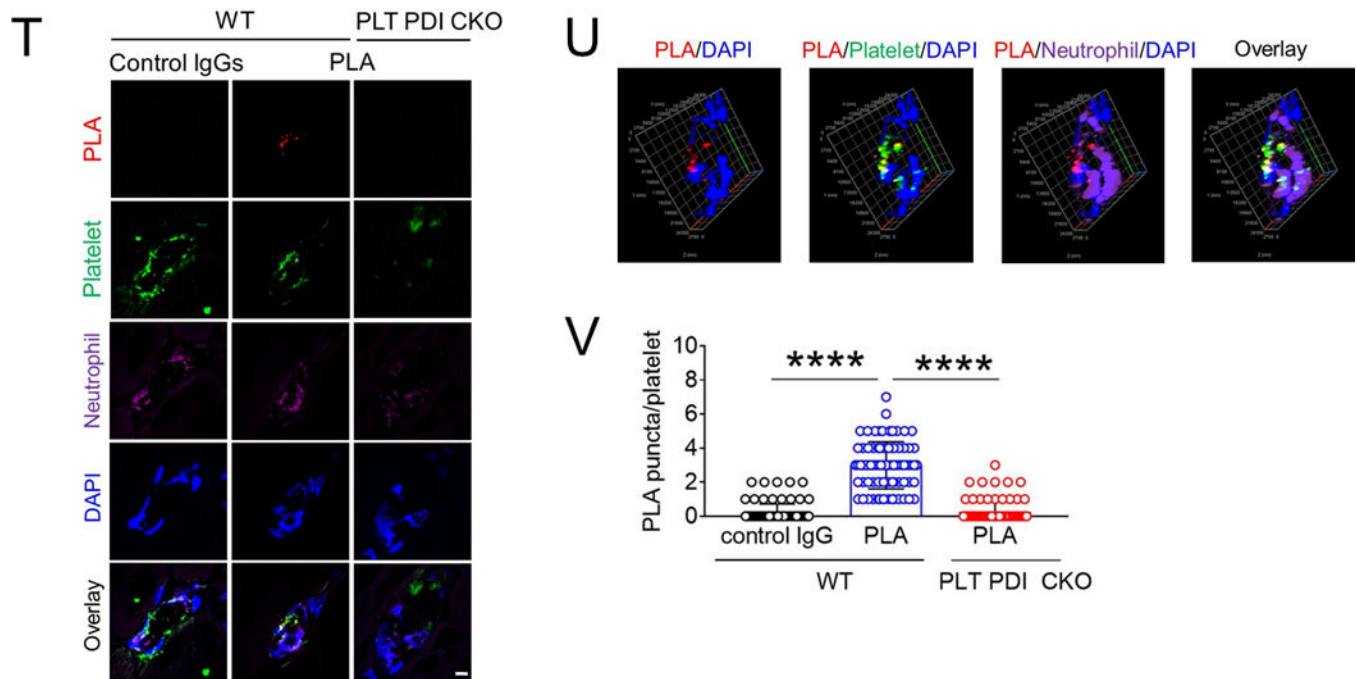 T
WT
PLT PDI CKO
Control IgGs
PLA
PLA
Platelet
Neutrophil
DAPI
Overlay
U
PLA/DAPI
PLA/Platelet/DAPI
PLA/Neutrophil/DAPI
Overlay
V
PLA puncta/platelet
10
8
6
4
2
0
****
****
control IgG
PLA
PLA
WT
PLT PDI CKO